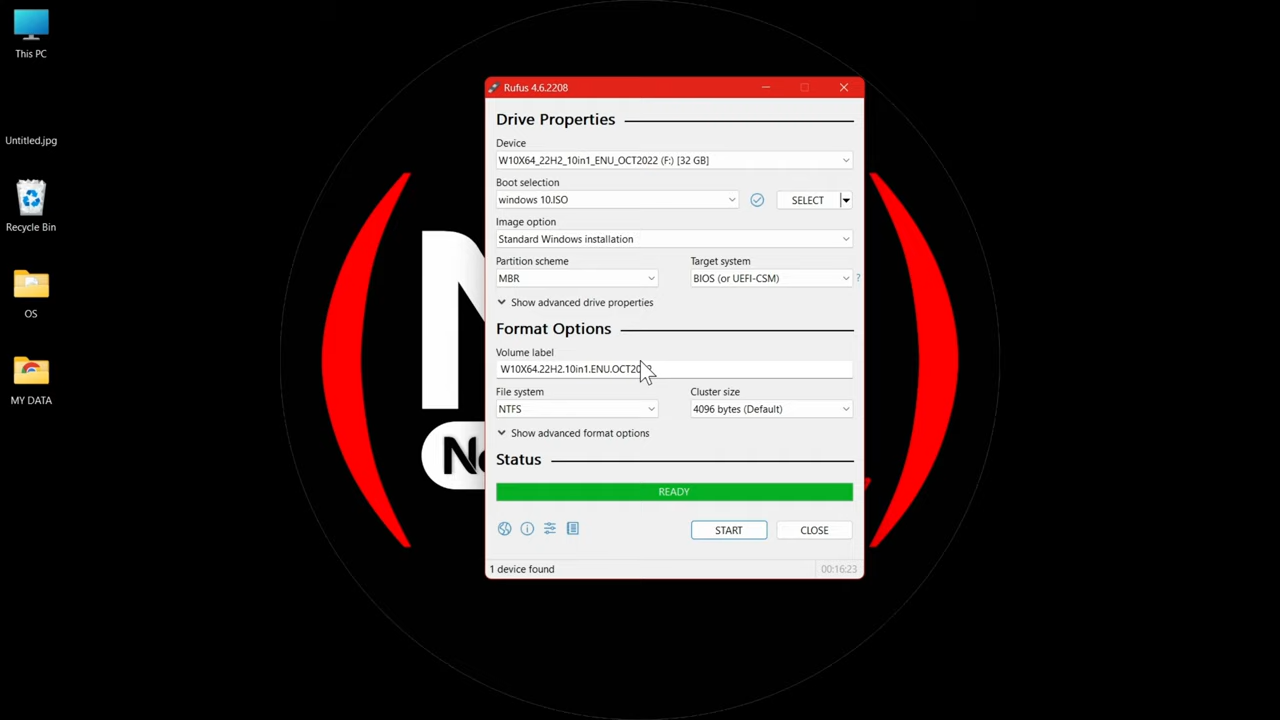 This PC
Untitled.jpg
Recycle Bin
OS
MY DATA
Rufus 4.6.2208
Drive Properties
Device
W10X64_22H2_10in1_ENU_OCT2022 (F:) [32 GB]
Boot selection
windows 10.ISO
SELECT
Image option
Standard Windows installation
Partition scheme
Target system
MBR
BIOS (or UEFI-CSM)
?
Show advanced drive properties
Format Options
Volume label
W10X64.22H2.10in1.ENU.OCT20
File system
Cluster size
NTFS
4096 bytes (Default)
Show advanced format options
Status
READY
START
CLOSE
1 device found
00:16:23